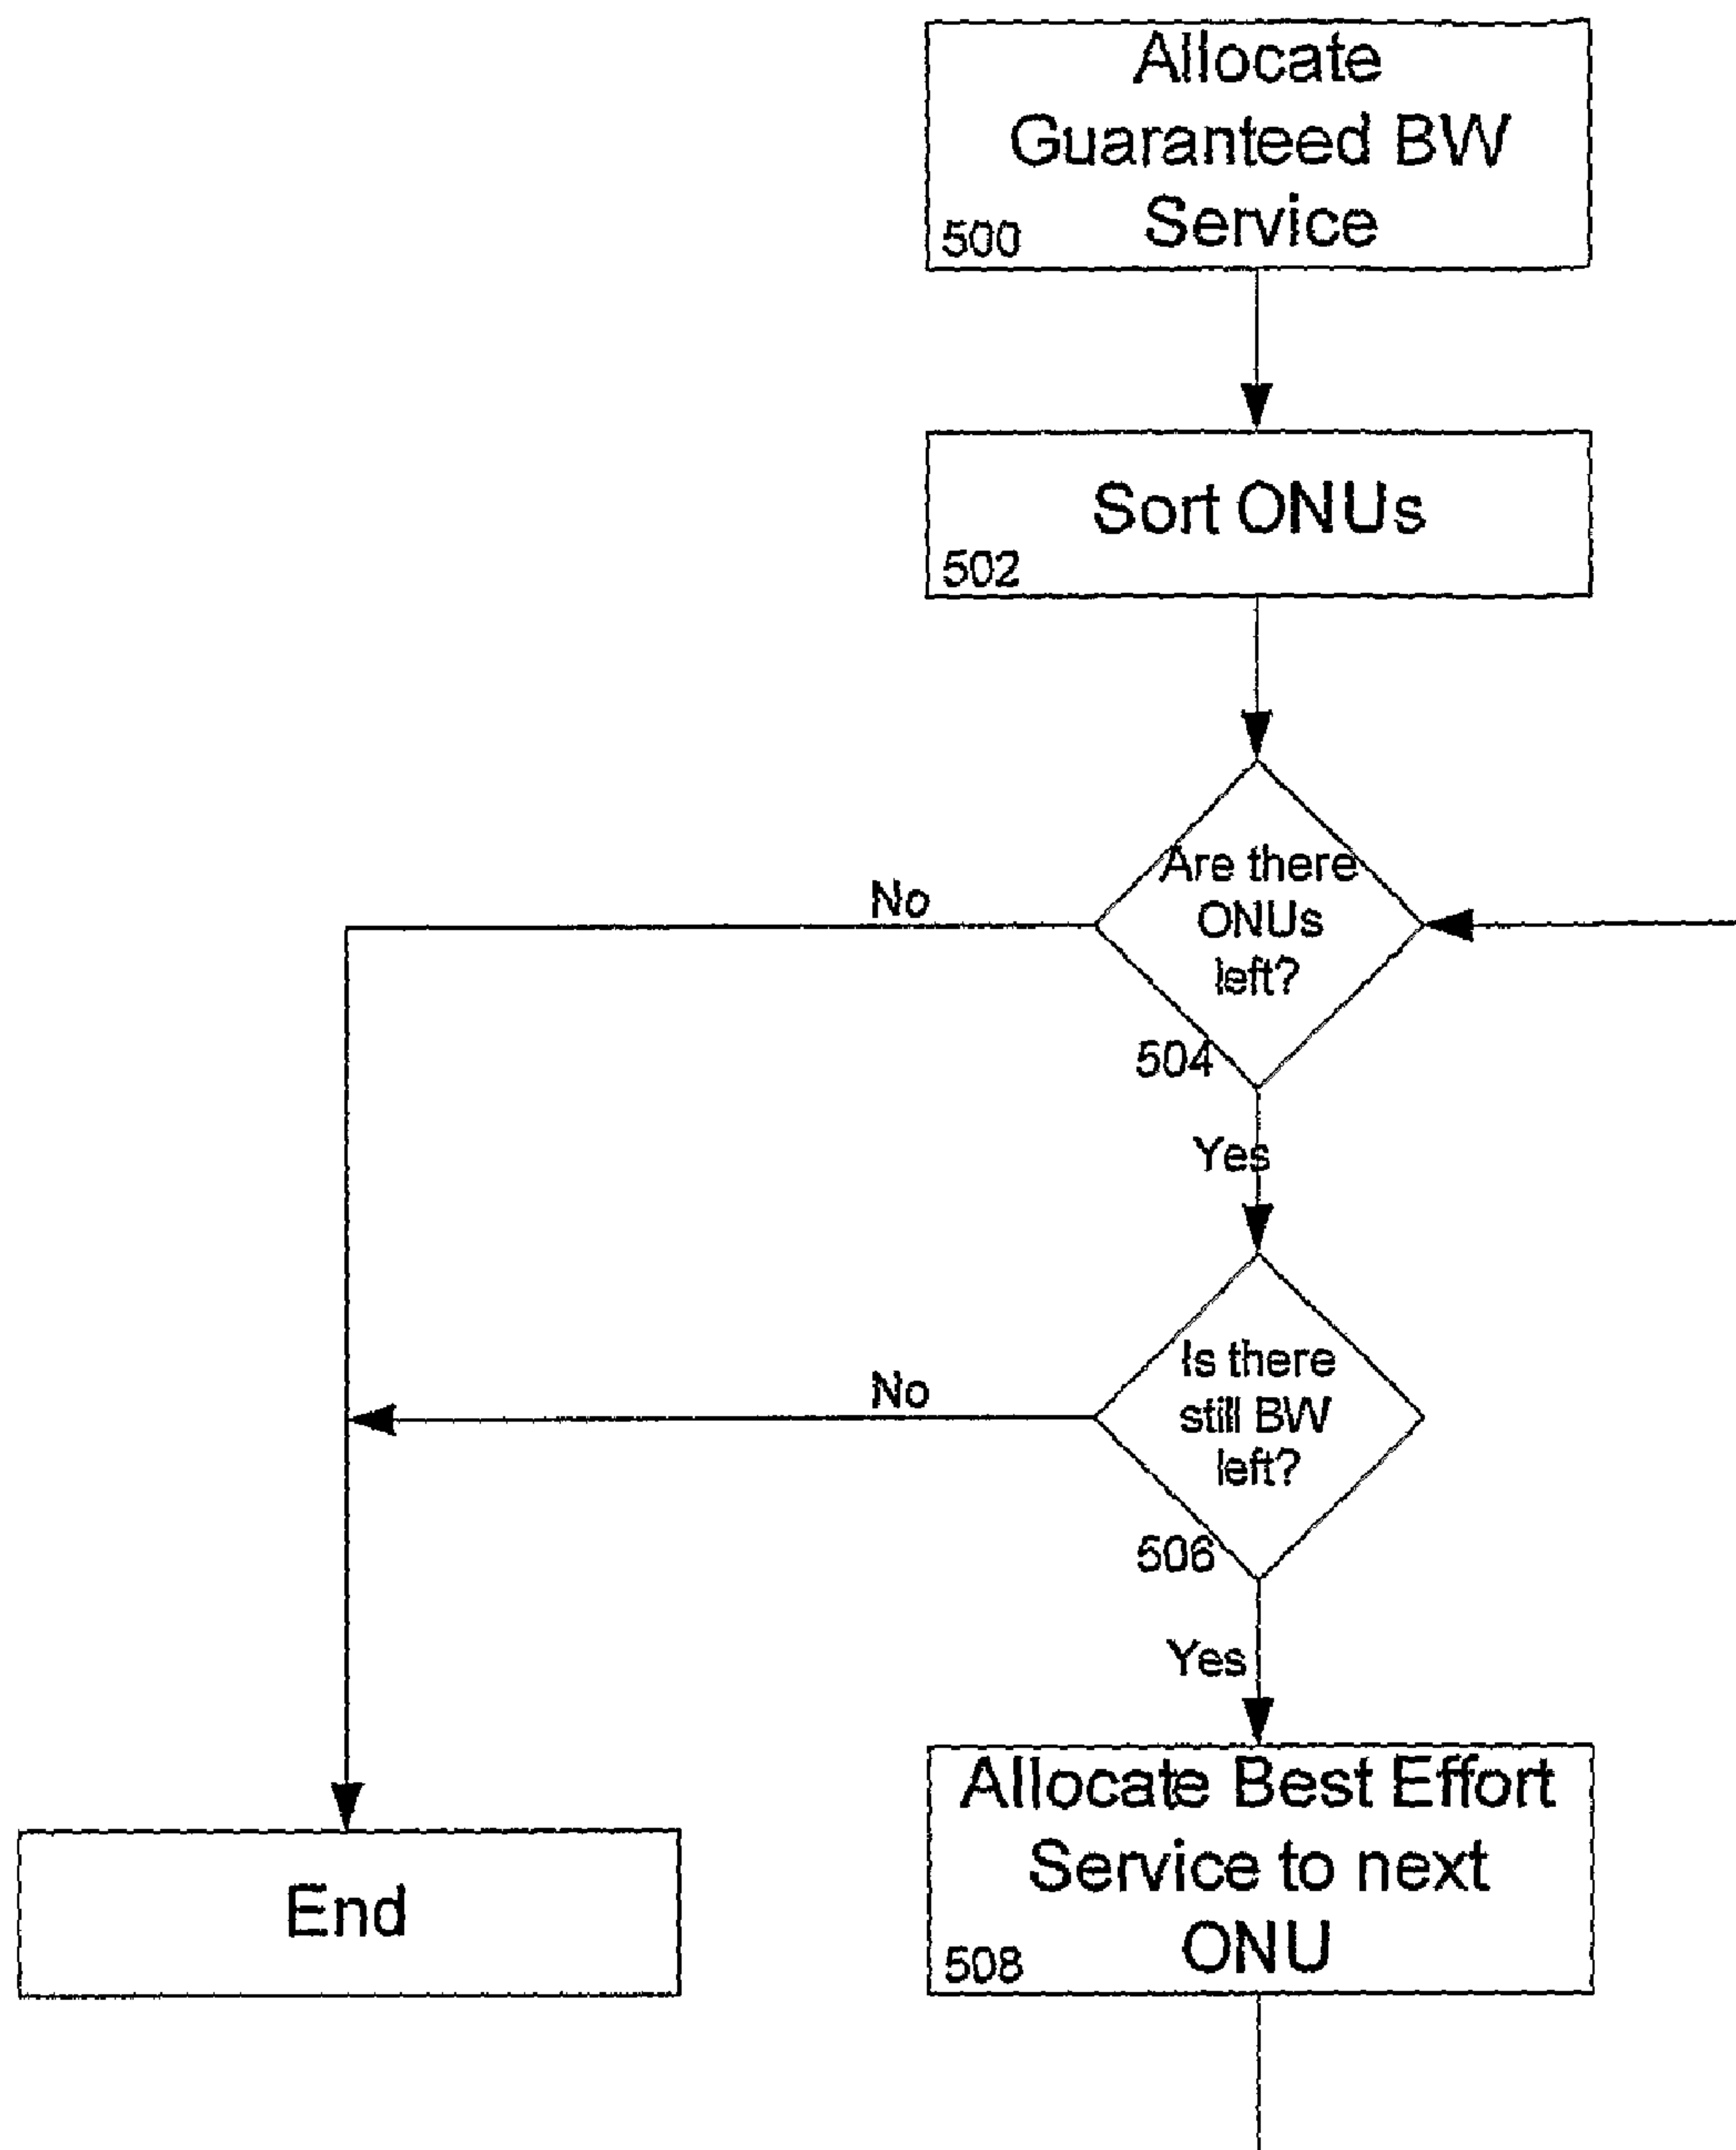 Allocate
Guaranteed BW
Service
500
Sort ONUs
502
Are there
ONUs
left?
504
No
Yes
Is there
still BW
left?
506
No
Yes
Allocate Best Effort
Service to next
ONU
508
End